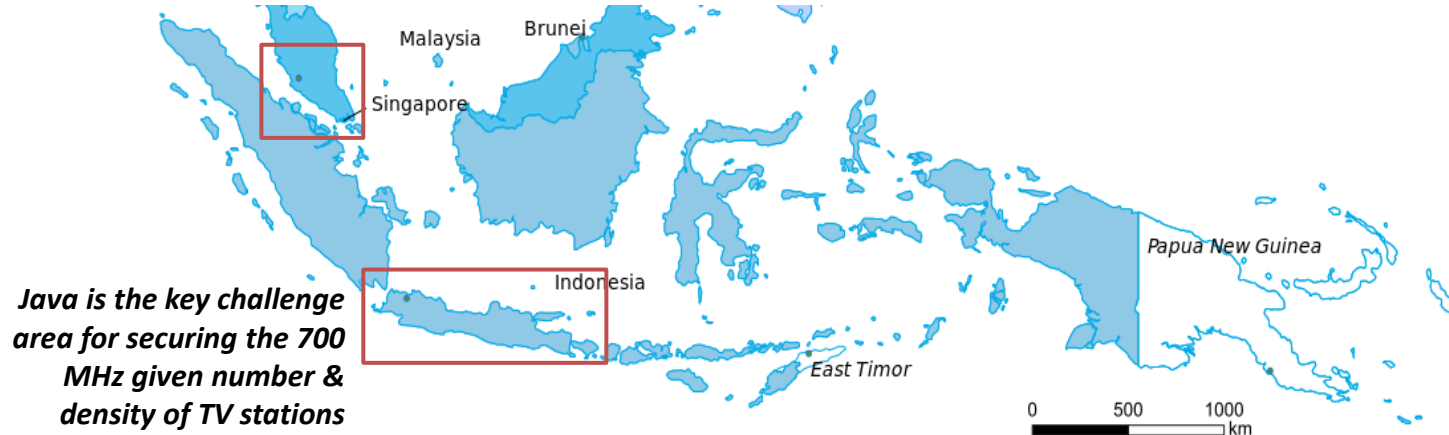 Malaysia
Brunei
Singapore
Indonesia
Papua New Guinea
Java is the key challenge
area for securing the 700
MHz given number &
density of TV stations
East Timor
0 500 1000
km